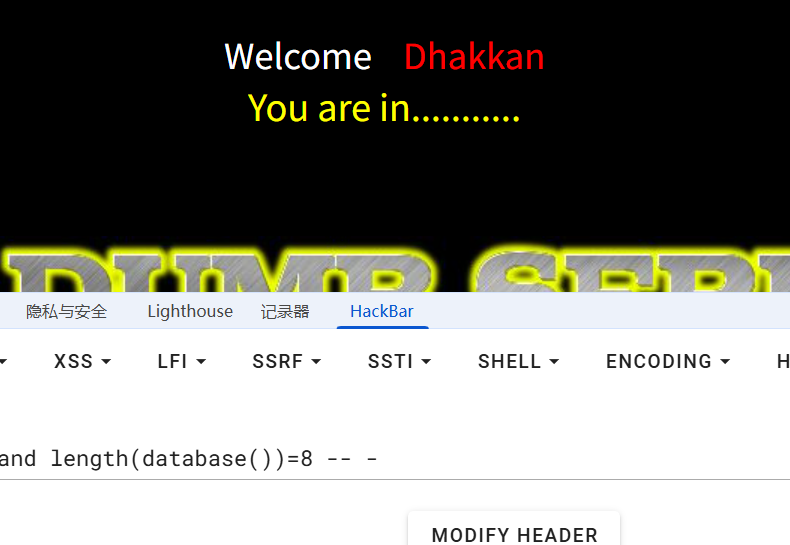 Welcome Dhakkan
You are in...........
隐私与安全 Lighthouse 记录器 HackBar
XSS LFI SSRF SSTI SHELL ENCODING H
and length(database())=8 -- -
MODIFY HEADER